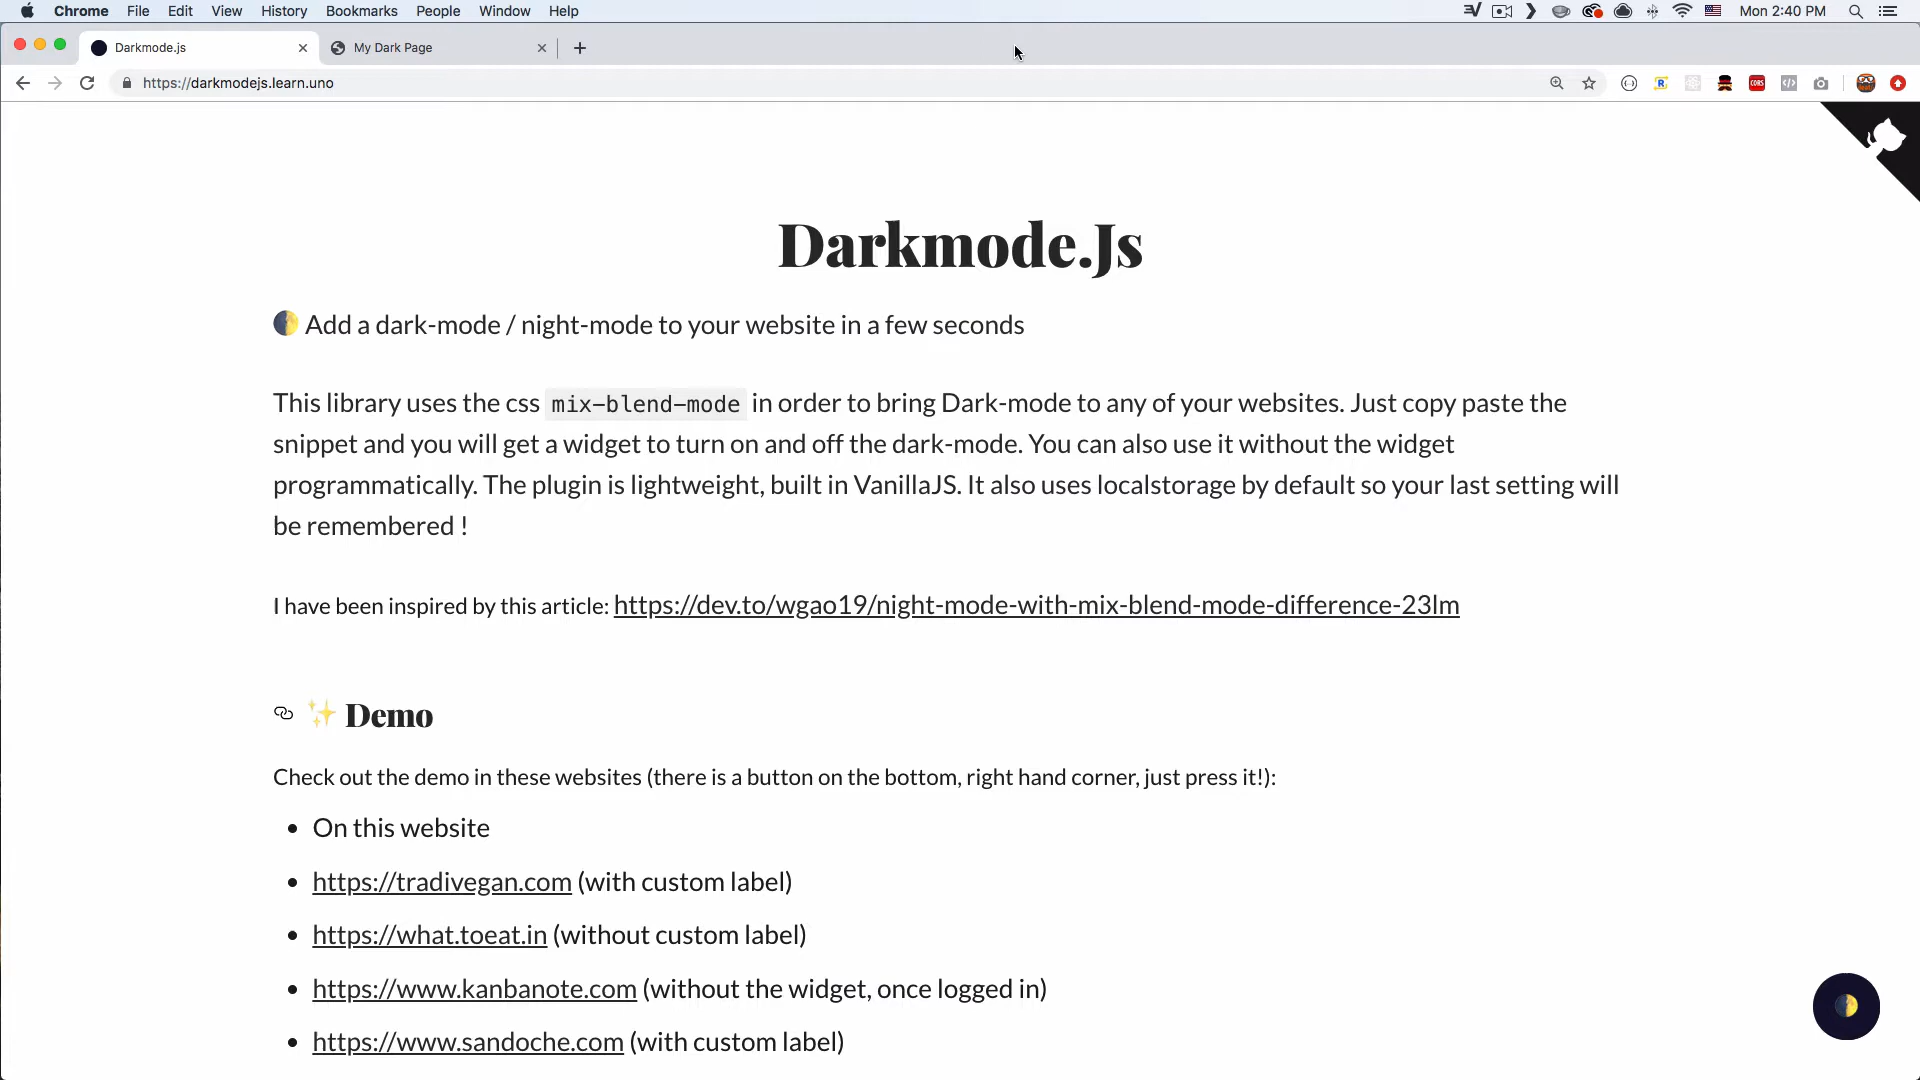 Chrome File Edit View History Bookmarks People Window Help Mon 2:40 PM
Darkmode.js My Dark Page
https://darkmodejs.learn.uno
CORS
Darkmode.Js
Add a dark-mode / night-mode to your website in a few seconds
This library uses the css mix-blend-mode in order to bring Dark-mode to any of your websites. Just copy paste the
snippet and you will get a widget to turn on and off the dark-mode. You can also use it without the widget
programmatically. The plugin is lightweight, built in VanillaJS. It also uses localstorage by default so your last setting will
be remembered !
I have been inspired by this article: https://dev.to/wgao19/night-mode-with-mix-blend-mode-difference-23lm
Demo
Check out the demo in these websites (there is a button on the bottom, right hand corner, just press it!):
• On this website
• https://tradivegan.com (with custom label)
• https://what.toeat.in (without custom label)
• https://www.kanbanote.com (without the widget, once logged in)
• https://www.sandoche.com (with custom label)